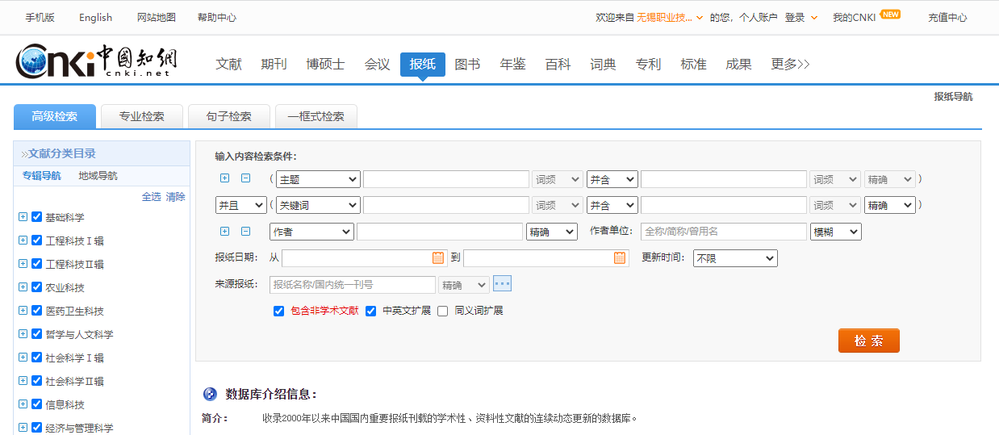 手机版 English 网站地图 帮助中心 欢迎来自 无锡职业技... 的您，个人账户 登录 我的CNKI NEW 充值中心
Cnki 中國知網 cnki.net
文献 期刊 博硕士 会议 报纸 图书 年鉴 百科 词典 专利 标准 成果 更多>>
报纸导航
高级检索 专业检索 句子检索 一框式检索
»文献分类目录
专辑导航 地域导航
全选 清除
基础科学
工程科技Ⅰ辑
工程科技Ⅱ辑
农业科技
医药卫生科技
哲学与人文科学
社会科学Ⅰ辑
社会科学Ⅱ辑
信息科技
经济与管理科学
输入内容检索条件：
( 主题 词频 并含 词频 精确 )
并且 ( 关键词 词频 并含 词频 精确 )
作者 精确 作者单位： 全称/简称/曾用名 模糊
报纸日期： 从 到 更新时间： 不限
来源报纸： 报纸名称/国内统一刊号 精确 ...
包含非学术文献 中英文扩展 同义词扩展
检 索
数据库介绍信息：
简介： 收录2000年以来中国国内重要报纸刊载的学术性、资料性文献的连续动态更新的数据库。